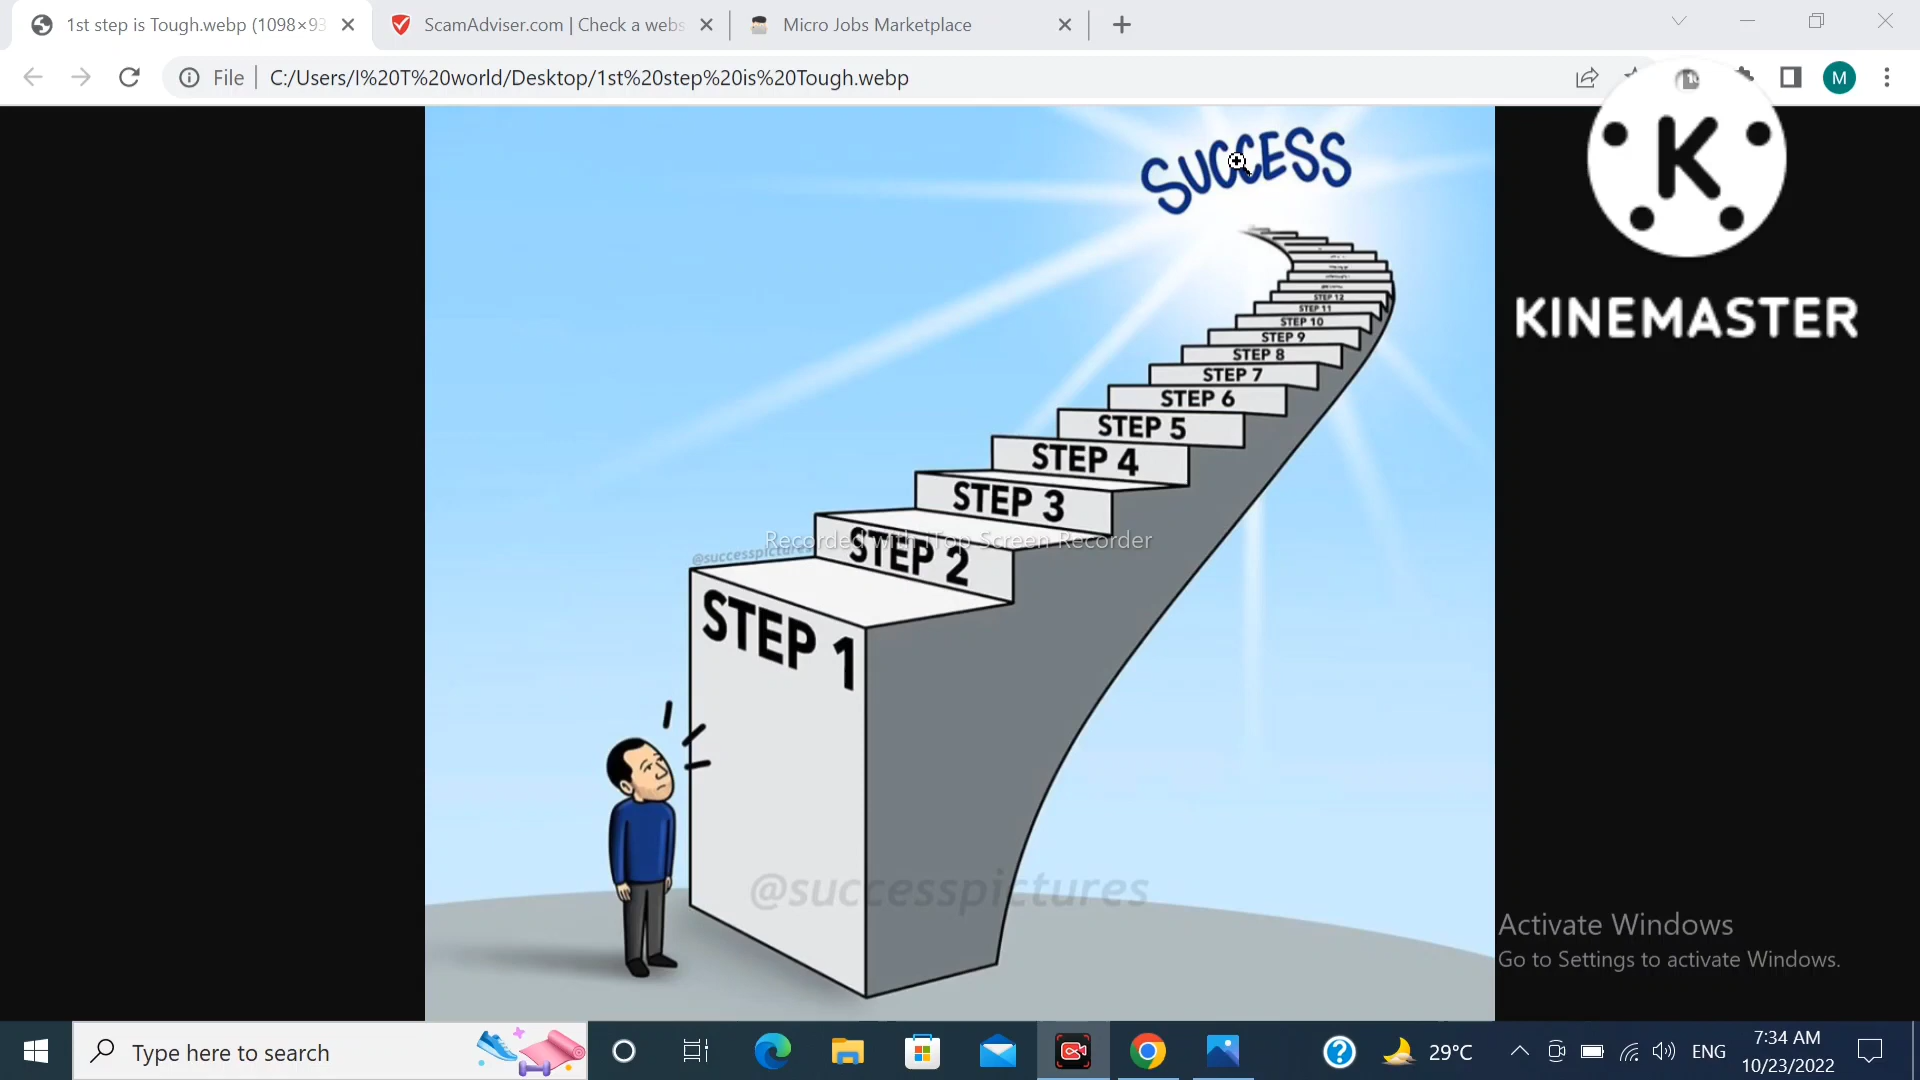 1st step is Tough.webp (1098×93
ScamAdviser.com | Check a webs
Micro Jobs Marketplace
File
C:/Users/I%20T%20world/Desktop/1st%20step%20is%20Tough.webp
M
SUCCESS
K
KINEMASTER
STEP 12
STEP 11
STEP 10
STEP 9
STEP 8
STEP 7
STEP 6
STEP 5
STEP 4
STEP 3
Recorded with iTop Screen Recorder
@successpictures
STEP 2
STEP 1
@successpictures
Activate Windows
Go to Settings to activate Windows.
Type here to search
29°C
ENG
7:34 AM
10/23/2022